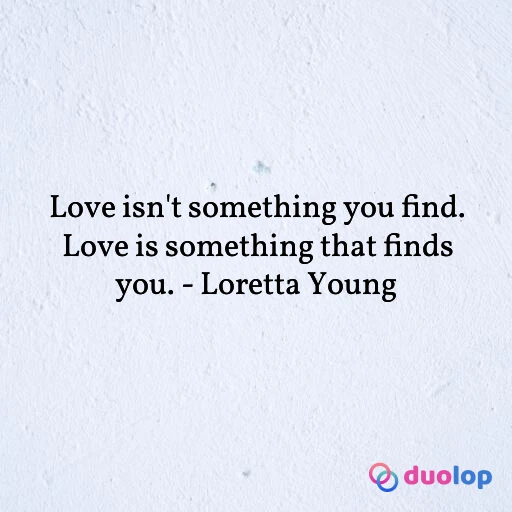 Love isn't something you find.
Love is something that finds
you. - Loretta Young
duolop